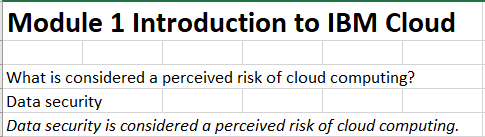 Module 1 Introduction to IBM Cloud
What is considered a perceived risk of cloud computing?
Data security
Data security is considered a perceived risk of cloud computing.